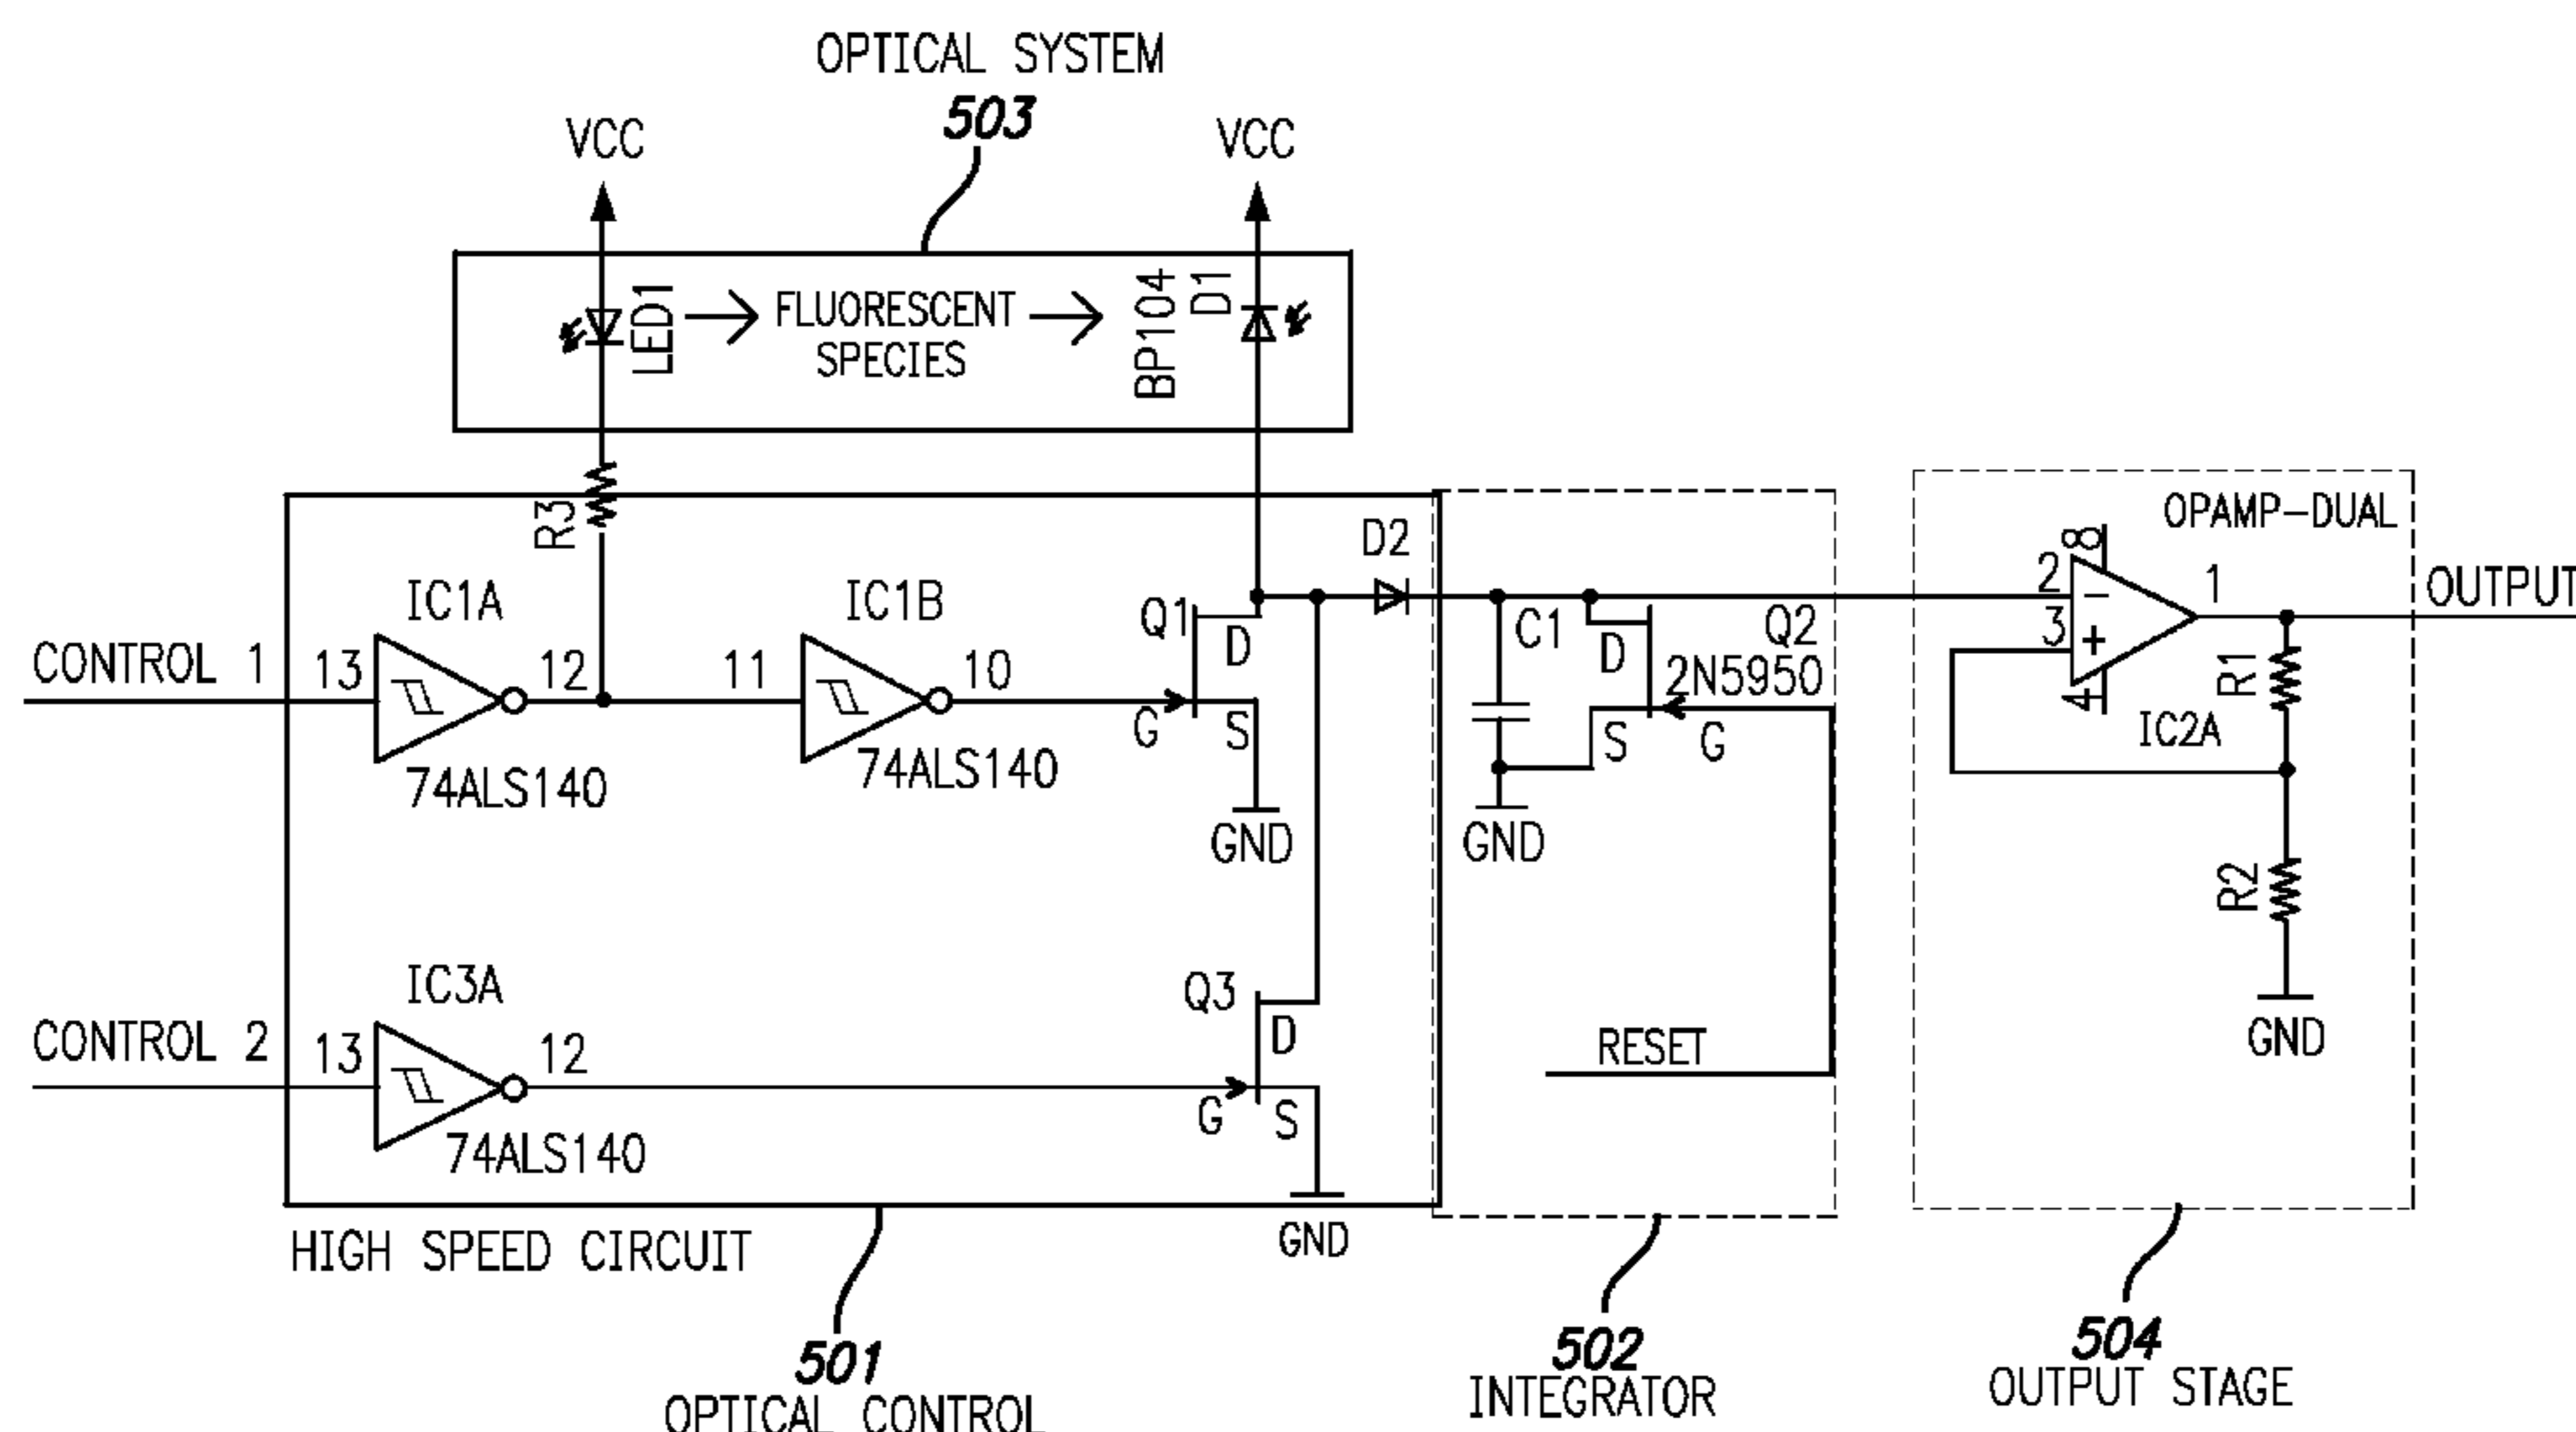 OPTICAL SYSTEM
503
VCC
VCC
LED1
FLUORESCENT
SPECIES
BP104
D1
R3
D2
OPAMP-DUAL
IC1A
IC1B
Q1
D
C1
D
Q2
2N5950
2
8
-
3
+
4
1
OUTPUT
R1
IC2A
CONTROL 1
13
12
11
10
G
S
S
G
74ALS140
74ALS140
GND
GND
R2
IC3A
Q3
D
CONTROL 2
13
12
RESET
GND
G
S
74ALS140
HIGH SPEED CIRCUIT
GND
501
OPTICAL CONTROL
502
INTEGRATOR
504
OUTPUT STAGE